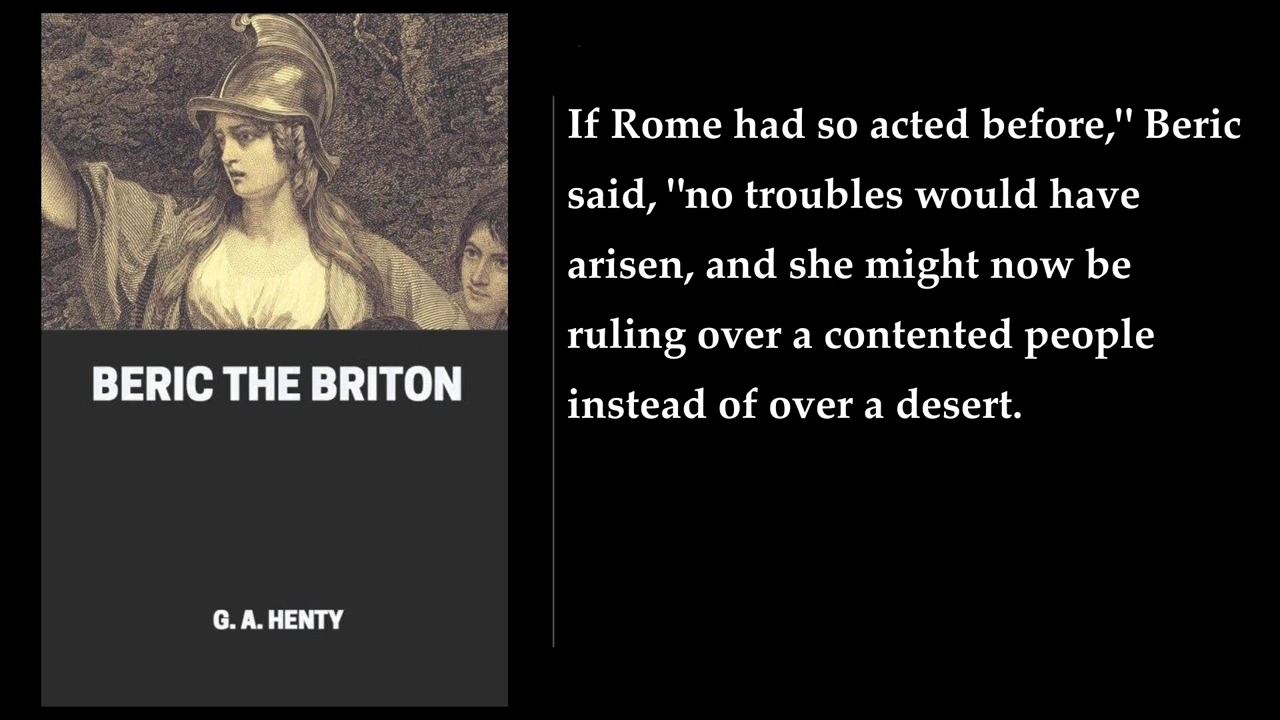 BERIC THE BRITON
G. A. HENTY
If Rome had so acted before," Beric
said, "no troubles would have
arisen, and she might now be
ruling over a contented people
instead of over a desert.